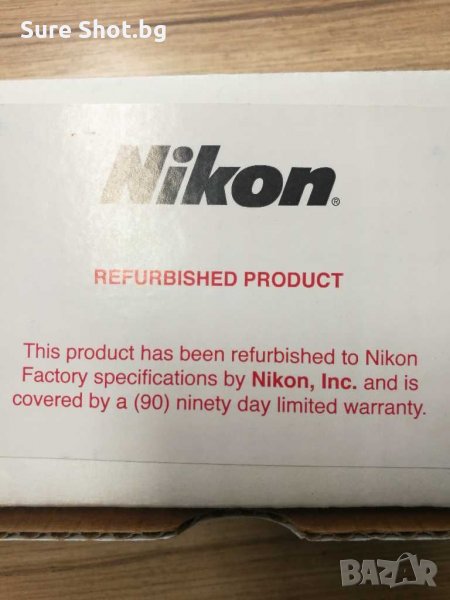 Sure Shot.bg
Nikon®
REFURBISHED PRODUCT
This product has been refurbished to Nikon
Factory specifications by Nikon, Inc. and is
covered by a (90) ninety day limited warranty.
BAZAR